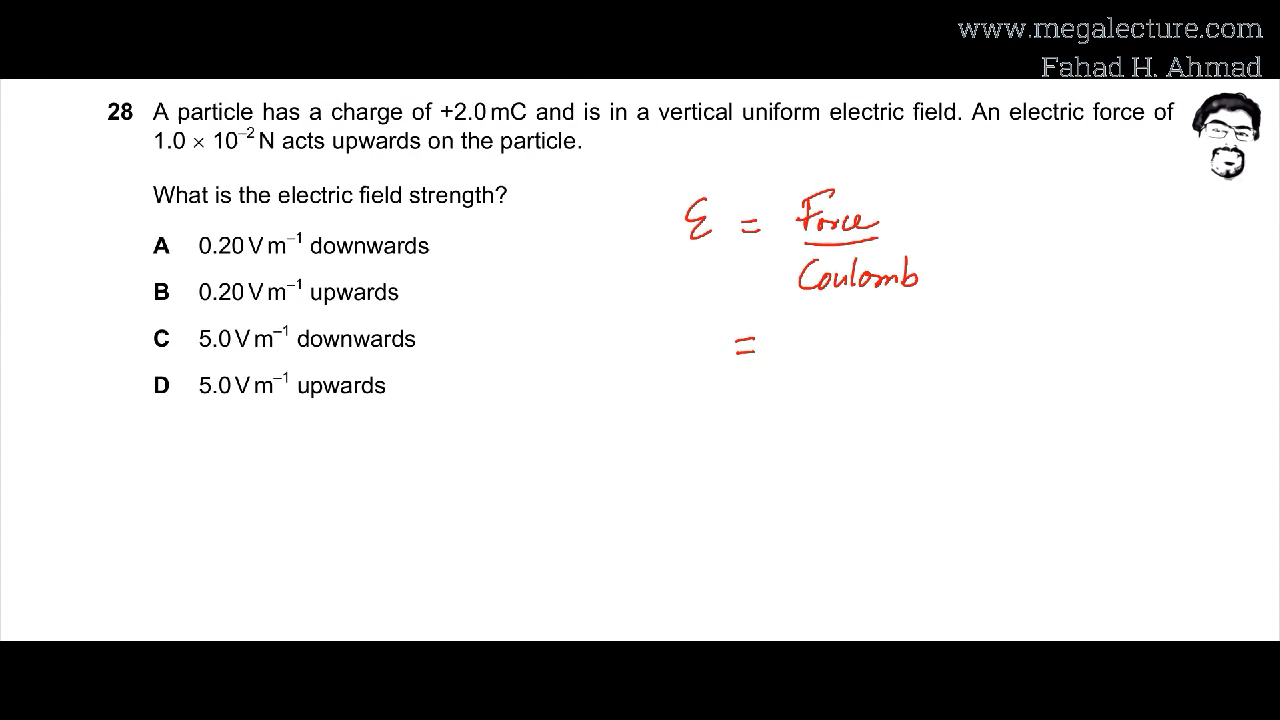 www.megalecture.com
Fahad H. Ahmad
28 A particle has a charge of +2.0 mC and is in a vertical uniform electric field. An electric force of
1.0 × 10⁻² N acts upwards on the particle.
What is the electric field strength?
A 0.20 V m⁻¹ downwards
B 0.20 V m⁻¹ upwards
C 5.0 V m⁻¹ downwards
D 5.0 V m⁻¹ upwards
Ɛ = Force
Coulomb
=